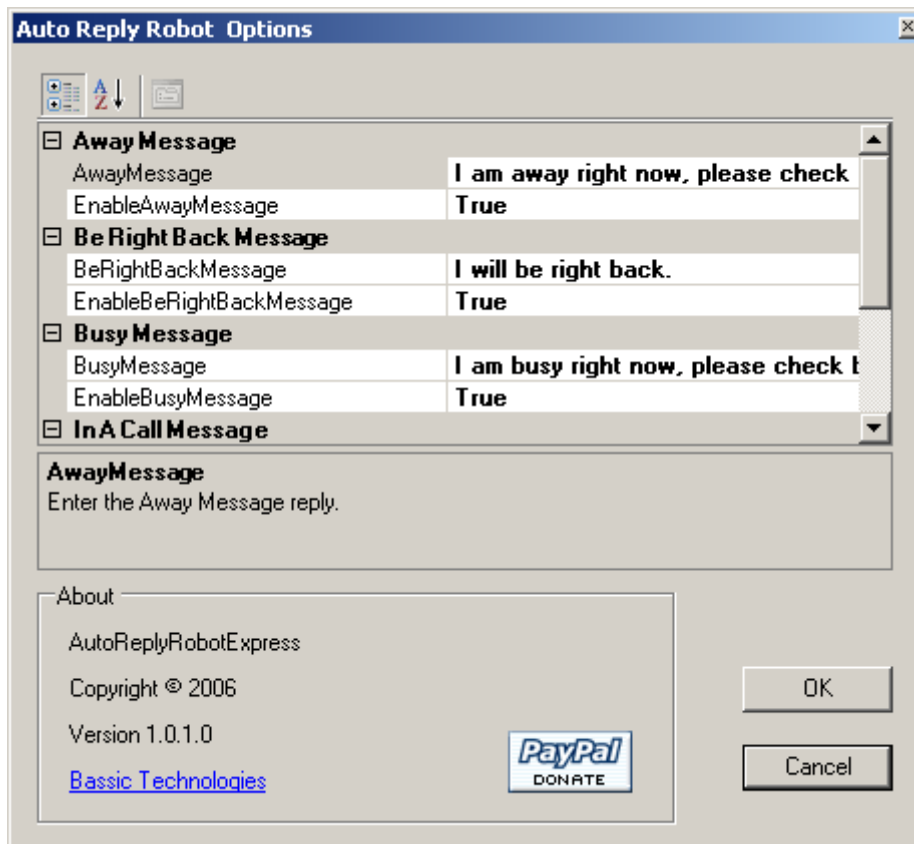 Auto Reply Robot Options
A
Z
Away Message
AwayMessage I am away right now, please check
EnableAwayMessage True
Be Right Back Message
BeRightBackMessage I will be right back.
EnableBeRightBackMessage True
Busy Message
BusyMessage I am busy right now, please check b
EnableBusyMessage True
In A Call Message
AwayMessage
Enter the Away Message reply.
About
AutoReplyRobotExpress
Copyright © 2006
Version 1.0.1.0
Bassic Technologies
PayPal
DONATE
OK
Cancel